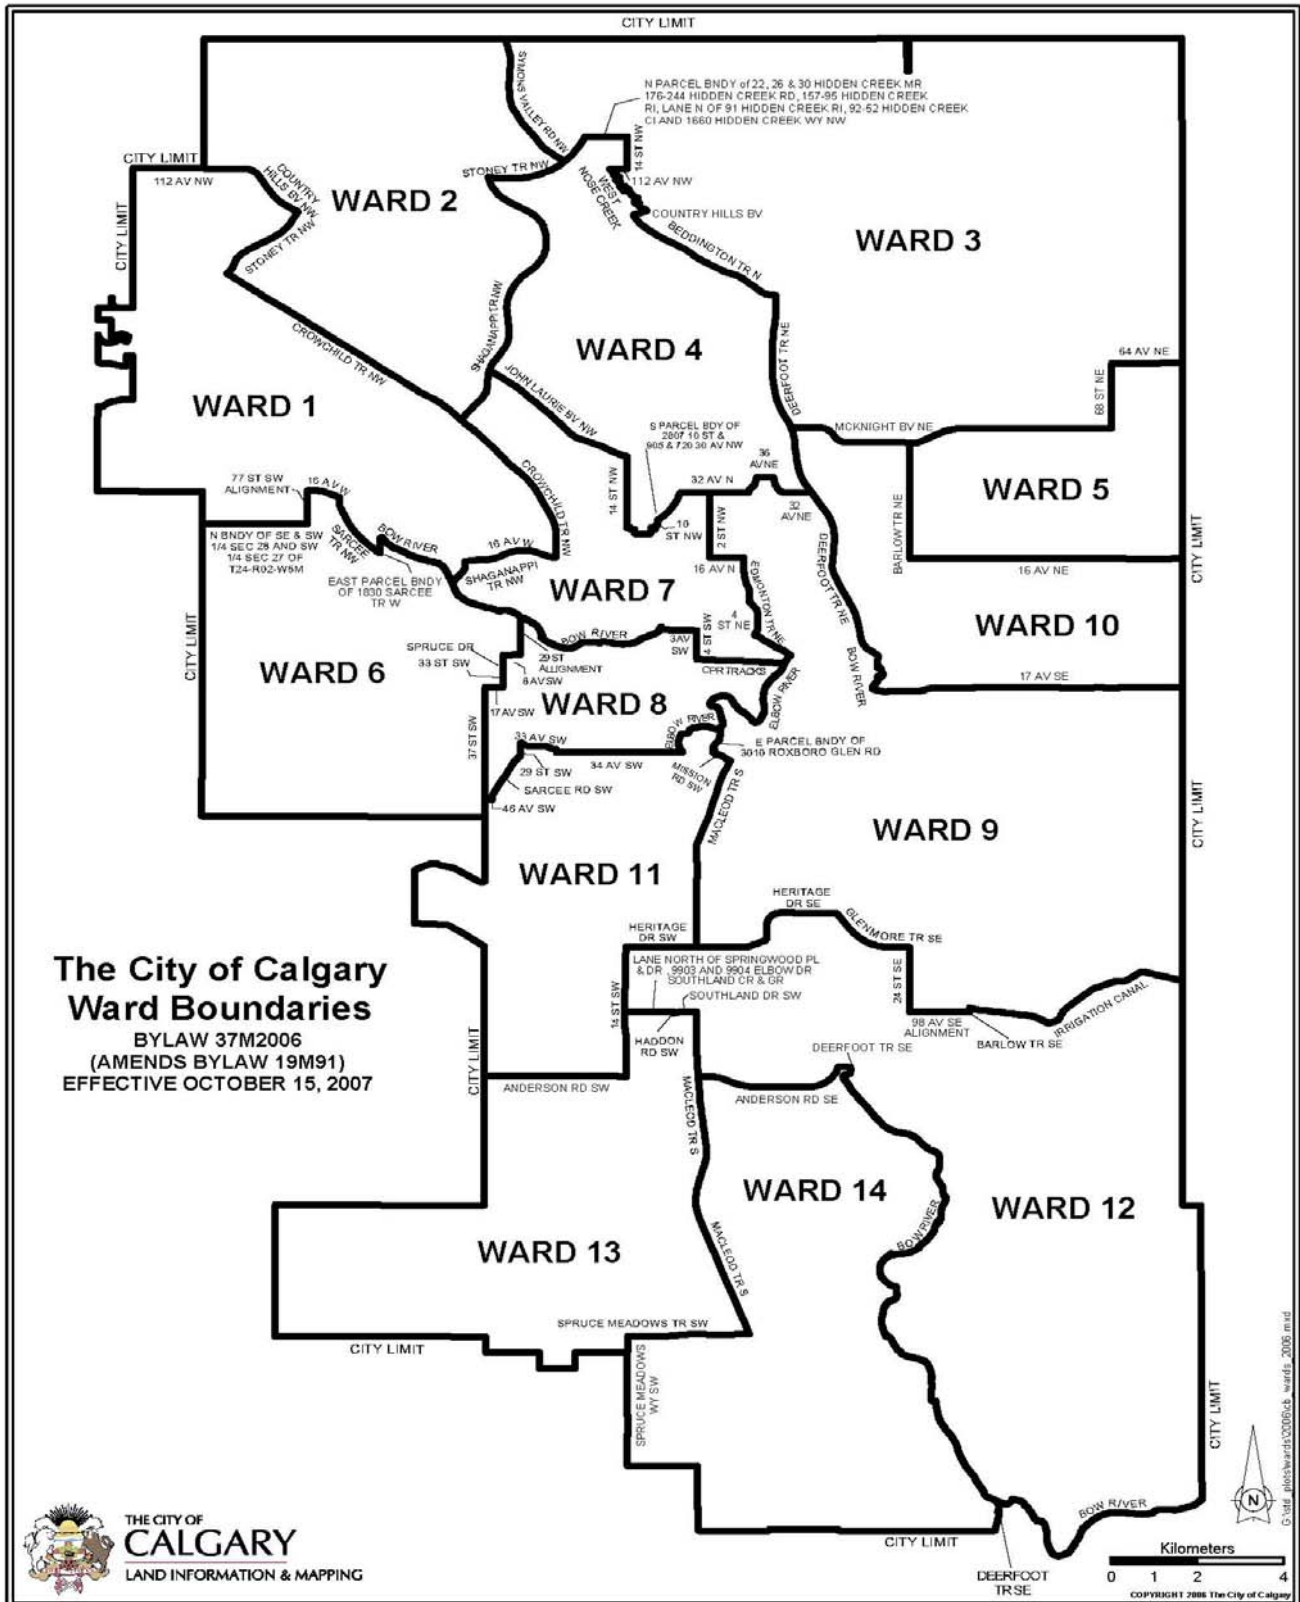 CITY LIMIT
SYMONS VALLEY RD NW
N PARCEL BNDY of 22, 26 & 30 HIDDEN CREEK MR
176-244 HIDDEN CREEK RD, 157-95 HIDDEN CREEK
RI, LANE N OF 91 HIDDEN CREEK RI, 92-52 HIDDEN CREEK
CI AND 1660 HIDDEN CREEK WY NW
14 ST NW
CITY LIMIT
112 AV NW
COUNTRY
HILLS BV NW
STONEY TR NW
WARD 2
STONEY TR NW
112 AV NW
WEST
NOSE CREEK
COUNTRY HILLS BV
BEDDINGTON TR N
WARD 3
CITY LIMIT
SHAGANAPPI TR NW
CROWCHILD TR NW
WARD 4
DEERFOOT TR NE
64 AV NE
68 ST NE
WARD 1
JOHN LAURIE BV NW
S PARCEL BDY OF
2807 10 ST &
905 & 720 30 AV NW
MCKNIGHT BV NE
36
AV NE
WARD 5
77 ST SW
ALIGNMENT
16 AV W
CROWCHILD TR NW
14 ST NW
32 AV N
10
ST NW
32
AV NE
2 ST NW
BARLOW TR NE
CITY LIMIT
N BNDY OF SE & SW
1/4 SEC 28 AND SW
1/4 SEC 27 OF
T24-R02-W5M
SARCEE
TR NW
BOW RIVER
16 AV W
SHAGANAPPI
TR NW
EAST PARCEL BNDY
OF 1830 SARCEE
TR W
WARD 7
16 AV N
EDMONTON TR NE
4
ST NE
DEERFOOT TR NE
16 AV NE
WARD 10
CITY LIMIT
WARD 6
SPRUCE DR
33 ST SW
29 ST
ALLIGNMENT
8 AV SW
17 AV SW
BOW RIVER
3 AV
SW
4 ST SW
CPR TRACKS
BOW RIVER
17 AV SE
WARD 8
ELBOW RIVER
ELBOW RIVER
37 ST SW
33 AV SW
29 ST SW
34 AV SW
SARCEE RD SW
46 AV SW
MISSION
RD SW
E PARCEL BNDY OF
3010 ROXBORO GLEN RD
MACLEOD TR S
WARD 9
CITY LIMIT
WARD 11
HERITAGE
DR SE
GLENMORE TR SE
HERITAGE
DR SW
LANE NORTH OF SPRINGWOOD PL
& DR , 9903 AND 9904 ELBOW DR
SOUTHLAND CR & GR
SOUTHLAND DR SW
14 ST SW
HADDON
RD SW
24 ST SE
98 AV SE
ALIGNMENT
BARLOW TR SE
IRRIGATION CANAL
The City of Calgary
Ward Boundaries
BYLAW 37M2006
(AMENDS BYLAW 19M91)
EFFECTIVE OCTOBER 15, 2007
CITY LIMIT
ANDERSON RD SW
MACLEOD TR S
DEERFOOT TR SE
ANDERSON RD SE
WARD 14
BOW RIVER
WARD 12
WARD 13
MACLEOD TR S
SPRUCE MEADOWS TR SW
CITY LIMIT
SPRUCE MEADOWS
WY SW
CITY LIMIT
BOW RIVER
CITY LIMIT
DEERFOOT
TR SE
N
Kilometers
0 1 2 4
COPYRIGHT 2006 The City of Calgary
THE CITY OF
CALGARY
LAND INFORMATION & MAPPING